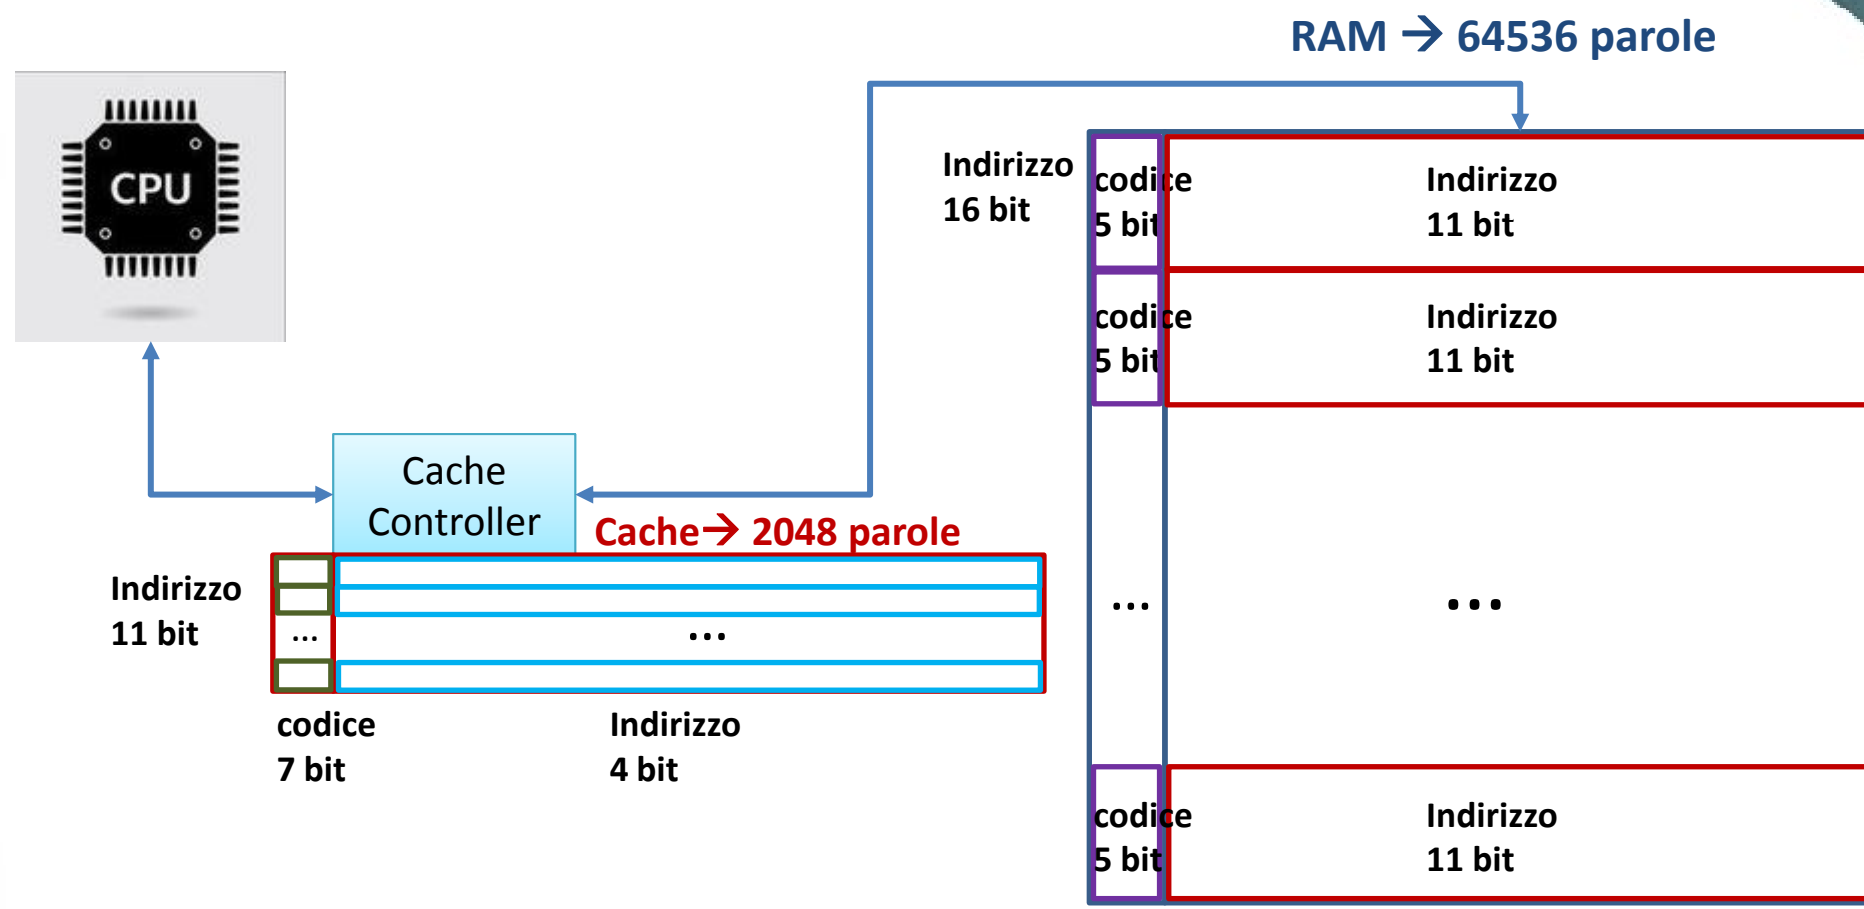 RAM → 64536 parole
CPU
Indirizzo
16 bit
codice
5 bit
Indirizzo
11 bit
codice
5 bit
Indirizzo
11 bit
Cache
Controller
Cache→ 2048 parole
Indirizzo
11 bit
...
...
...
...
codice
7 bit
Indirizzo
4 bit
codice
5 bit
Indirizzo
11 bit